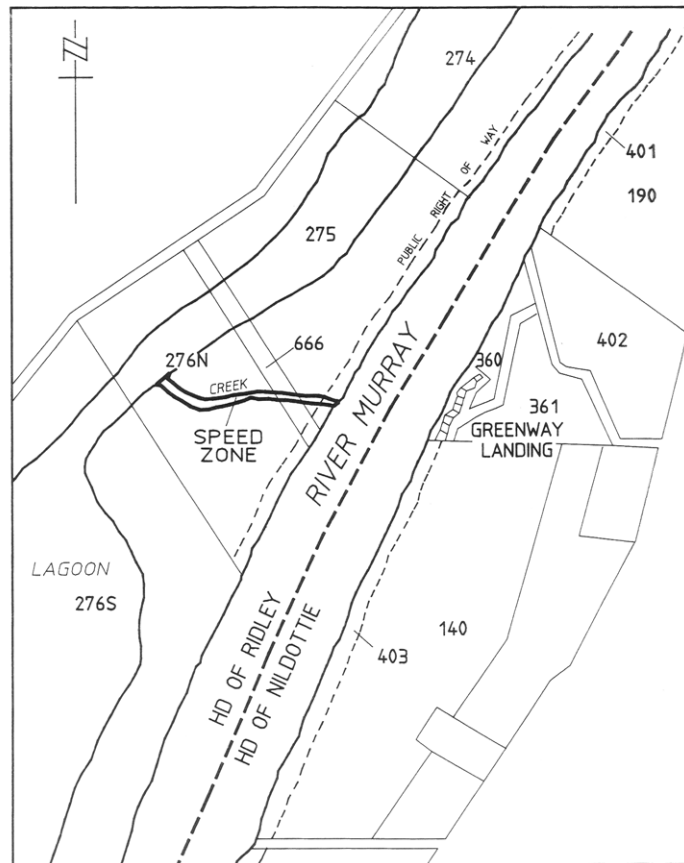 N
274
401
190
PUBLIC RIGHT OF WAY
275
402
666
276N
360
CREEK
361
SPEED
ZONE
GREENWAY
LANDING
RIVER MURRAY
LAGOON
276S
140
403
HD OF RIDLEY
HD OF NILDOTTIE